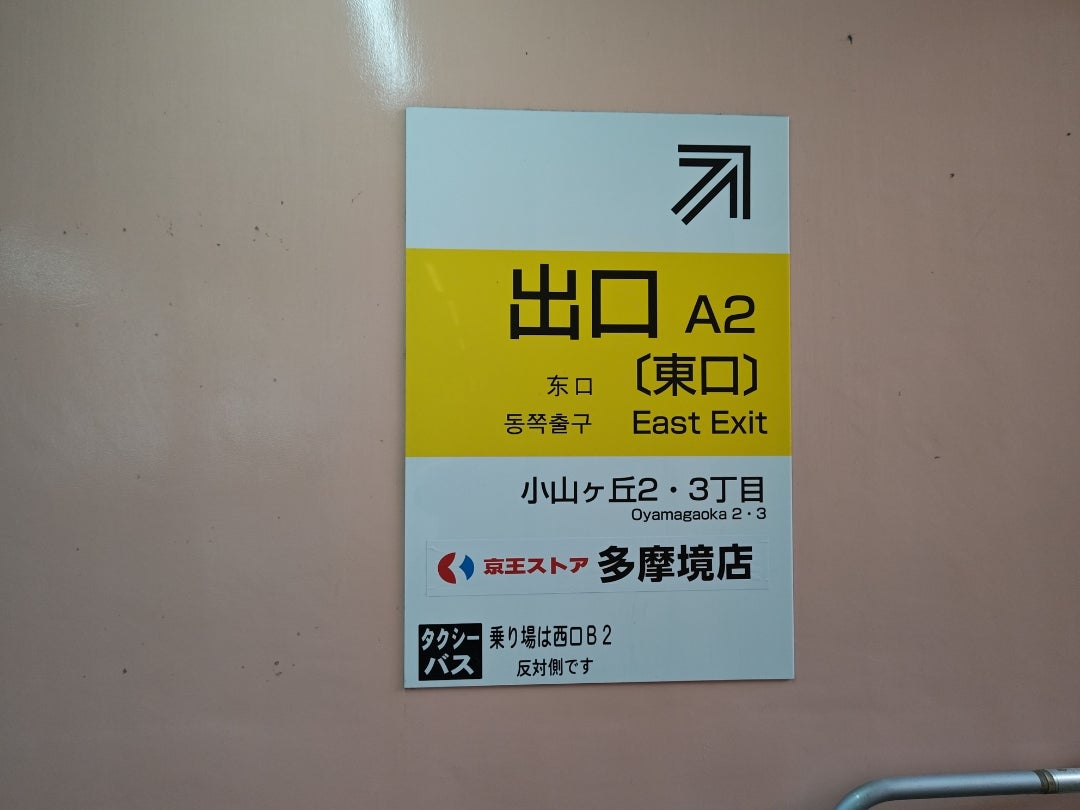 出口 A2
〔東口〕
东口
동쪽출구 East Exit
小山ヶ丘2・3丁目
Oyamagaoka 2・3
京王ストア 多摩境店
タクシー
バス
乗り場は西口B2
反対側です